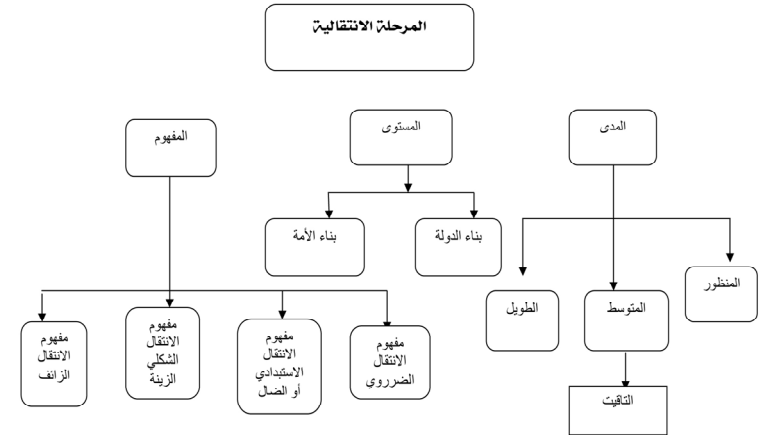 المرحلة الانتقالية
المدى
المستوى
المفهوم
بناء الدولة
بناء الأمة
المنظور
المتوسط
الطويل
مفهوم
الانتقال
الضرروي
مفهوم
الانتقال
الاستبدادي
أو الضال
مفهوم
الانتقال
الشكلي
الزينة
مفهوم
الانتقال
الزائف
التاقيت